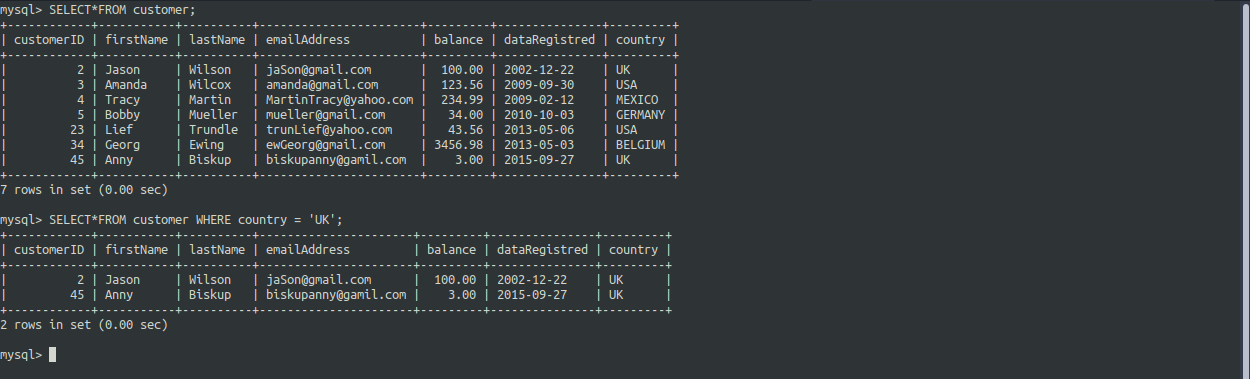 mysql> SELECT*FROM customer;
+------------+-----------+----------+-----------------------+---------+---------------+---------+
| customerID | firstName | lastName | emailAddress          | balance | dataRegistred | country |
+------------+-----------+----------+-----------------------+---------+---------------+---------+
|          2 | Jason     | Wilson   | jaSon@gmail.com       |  100.00 | 2002-12-22    | UK      |
|          3 | Amanda    | Wilcox   | amanda@gmail.com      |  123.56 | 2009-09-30    | USA     |
|          4 | Tracy     | Martin   | MartinTracy@yahoo.com |  234.99 | 2009-02-12    | MEXICO  |
|          5 | Bobby     | Mueller  | mueller@gmail.com     |   34.00 | 2010-10-03    | GERMANY |
|         23 | Lief      | Trundle  | trunLief@yahoo.com    |   43.56 | 2013-05-06    | USA     |
|         34 | Georg     | Ewing    | ewGeorg@gmail.com     | 3456.98 | 2013-05-03    | BELGIUM |
|         45 | Anny      | Biskup   | biskupanny@gamil.com  |    3.00 | 2015-09-27    | UK      |
+------------+-----------+----------+-----------------------+---------+---------------+---------+
7 rows in set (0.00 sec)

mysql> SELECT*FROM customer WHERE country = 'UK';
+------------+-----------+----------+----------------------+---------+---------------+---------+
| customerID | firstName | lastName | emailAddress         | balance | dataRegistred | country |
+------------+-----------+----------+----------------------+---------+---------------+---------+
|          2 | Jason     | Wilson   | jaSon@gmail.com      |  100.00 | 2002-12-22    | UK      |
|         45 | Anny      | Biskup   | biskupanny@gamil.com |    3.00 | 2015-09-27    | UK      |
+------------+-----------+----------+----------------------+---------+---------------+---------+
2 rows in set (0.00 sec)

mysql>